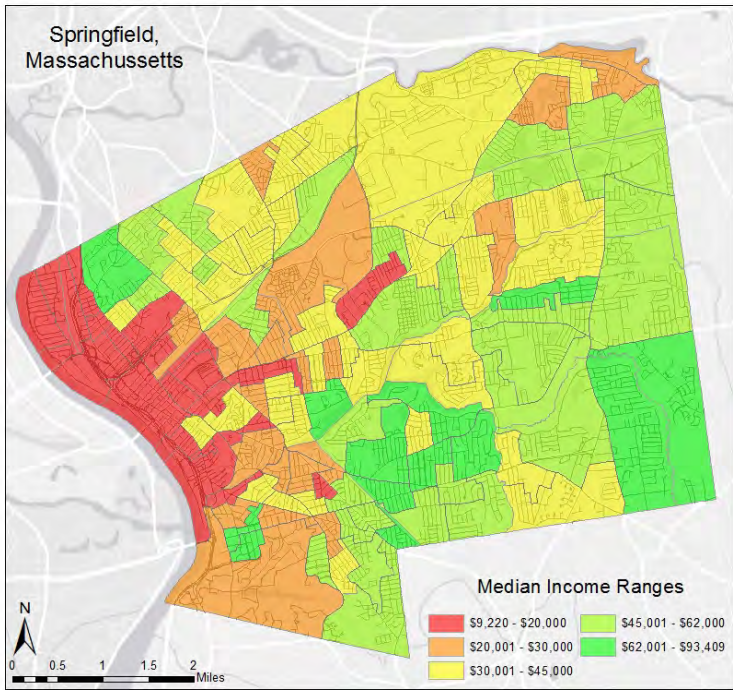 Springfield,
Massachussetts
Median Income Ranges
$9,220 - $20,000
$20,001 - $30,000
$30,001 - $45,000
$45,001 - $62,000
$62,001 - $93,409
N
0 0.5 1 1.5 2
Miles